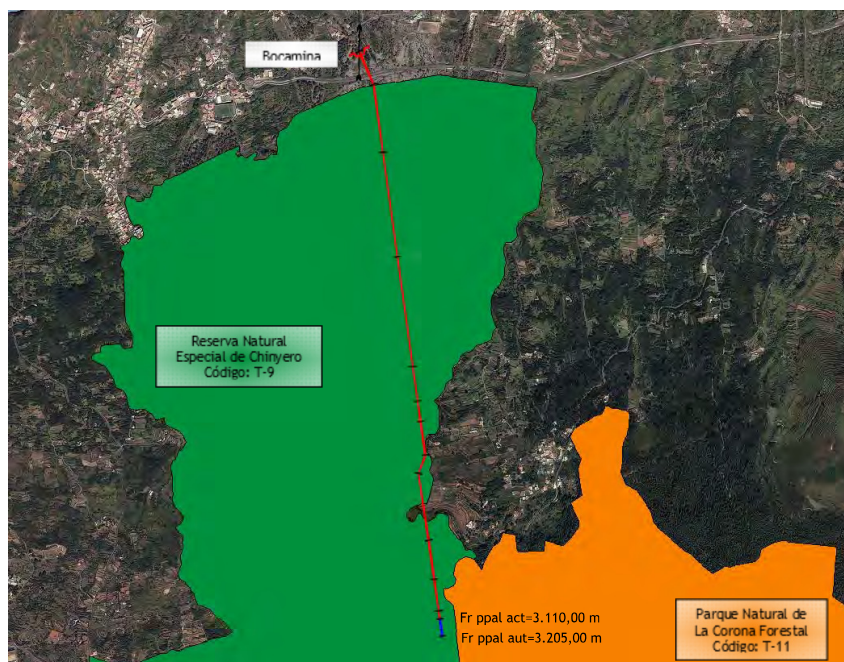 Bocamina
Reserva Natural
Especial de Chinyero
Código: T-9
Fr ppal act=3.110,00 m
Fr ppal aut=3.205,00 m
Parque Natural de
La Corona Forestal
Código: T-11